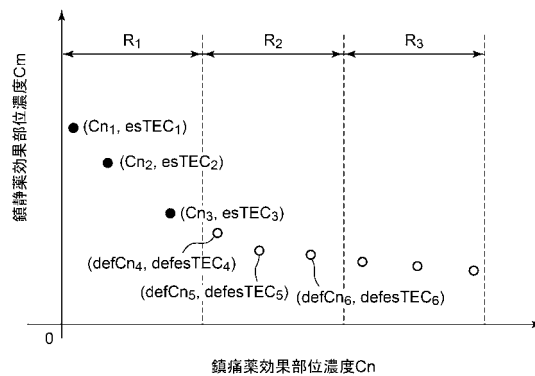 R₁ R₂ R₃
鎮静薬効果部位濃度Cm
(Cn₁, esTEC₁)
(Cn₂, esTEC₂)
(Cn₃, esTEC₃)
(defCn₄, defesTEC₄)
(defCn₅, defesTEC₅)
(defCn₆, defesTEC₆)
0
鎮痛薬効果部位濃度Cn